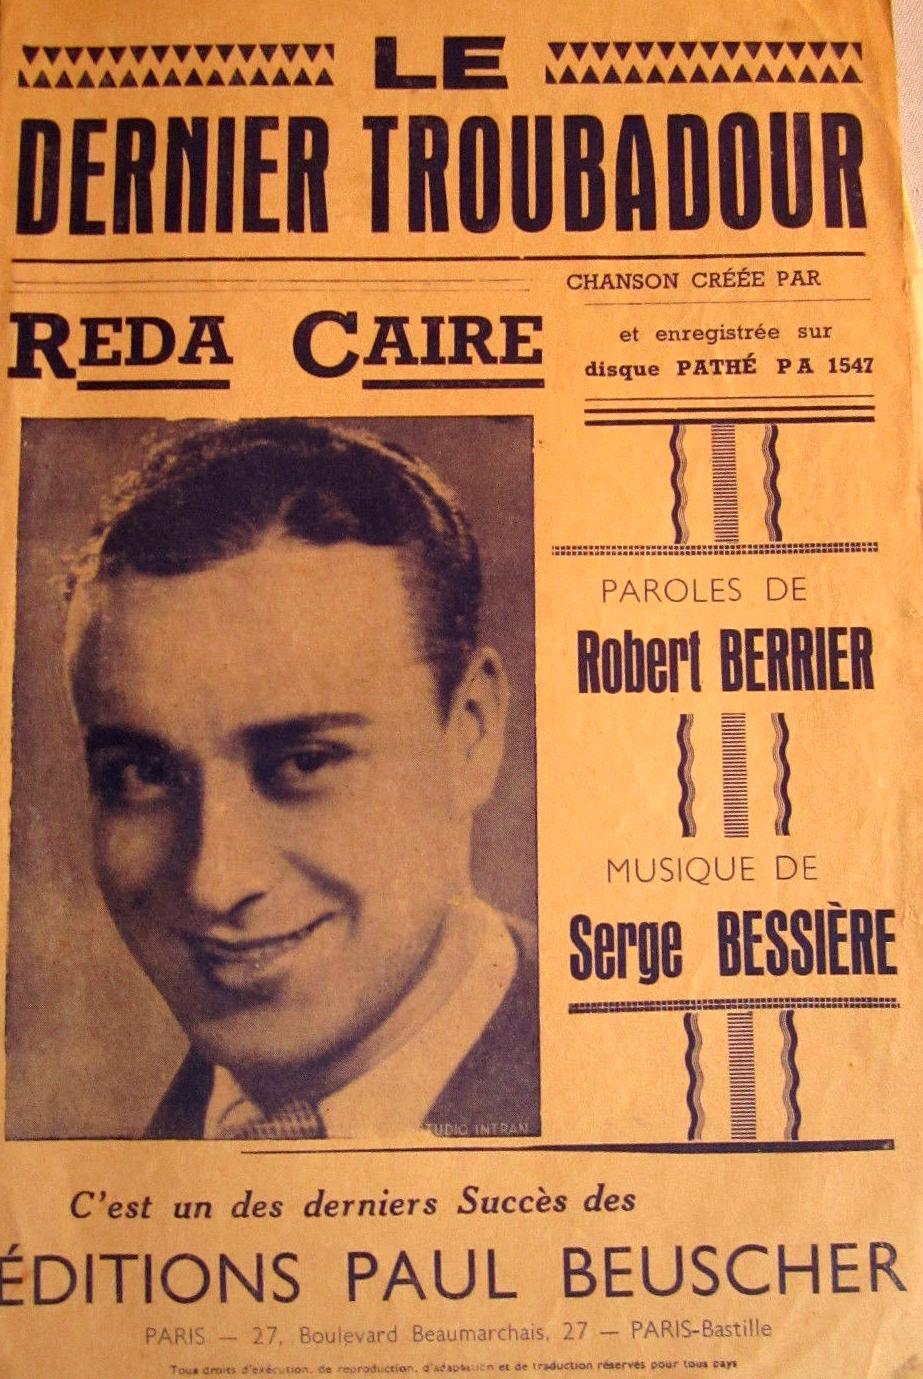 LE
DERNIER TROUBADOUR
CHANSON CRÉÉE PAR
REDA CAIRE
et enregistrée sur
disque PATHÉ PA 1547
PAROLES DE
Robert BERRIER
MUSIQUE DE
Serge BESSIÈRE
TUDIO INTRAN
C'est un des derniers Succès des
ÉDITIONS PAUL BEUSCHER
PARIS — 27, Boulevard Beaumarchais, 27 — PARIS-Bastille
Tous droits d'exécution, de reproduction, d'adaptation et de traduction réservés pour tous pays